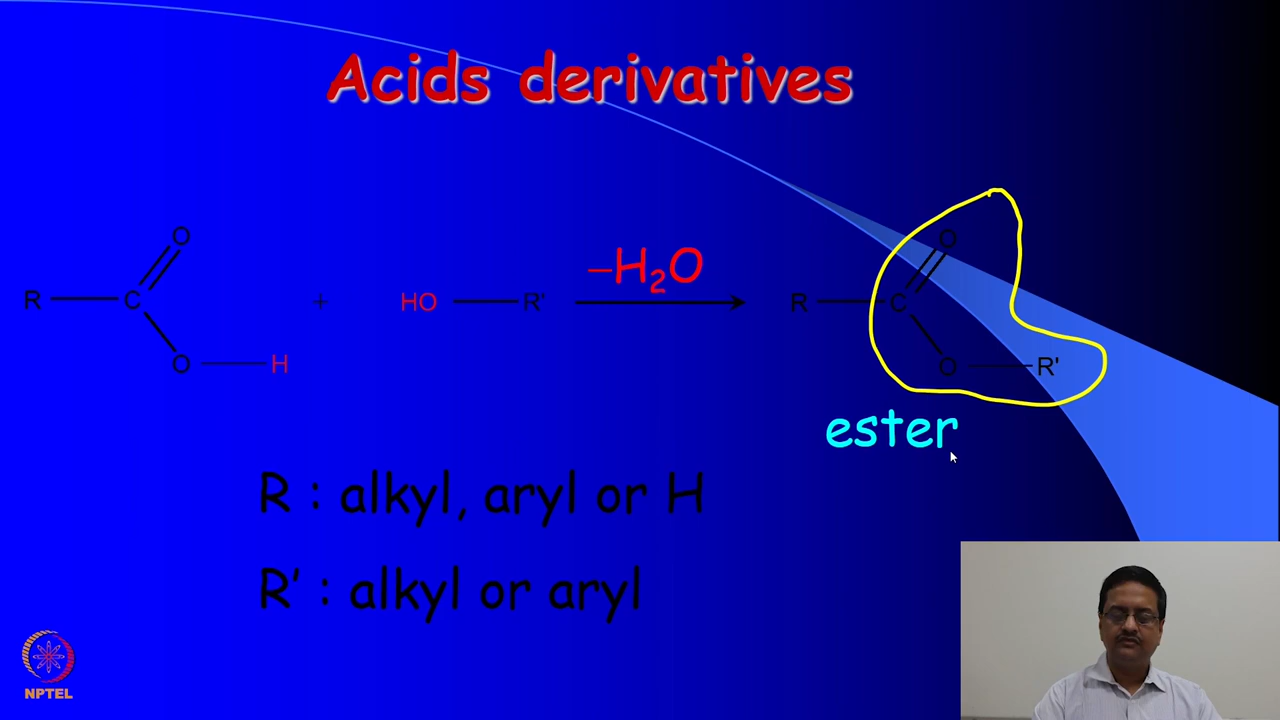 Acids derivatives
R C O O H + HO R' –H₂O R C O O R'
ester
R : alkyl, aryl or H
R' : alkyl or aryl
NPTEL